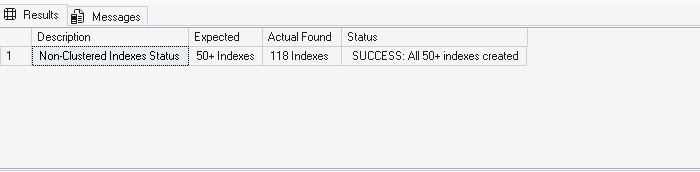 Results Messages
Description Expected Actual Found Status
1 Non-Clustered Indexes Status 50+ Indexes 118 Indexes SUCCESS: All 50+ indexes created